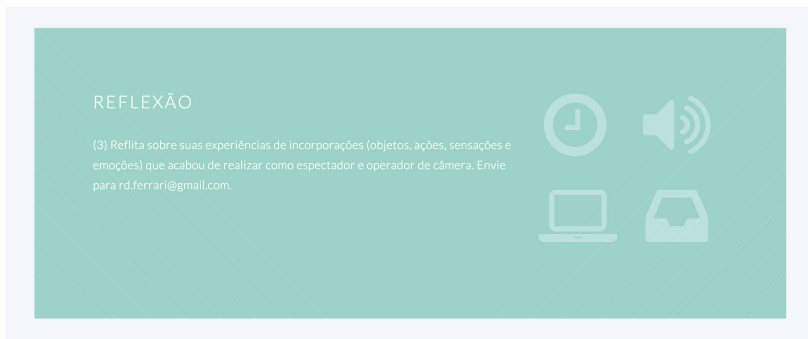 REFLEXÃO
(3) Reflita sobre suas experiências de incorporações (objetos, ações, sensações e
emoções) que acabou de realizar como espectador e operador de câmera. Envie
para rd.ferrari@gmail.com.